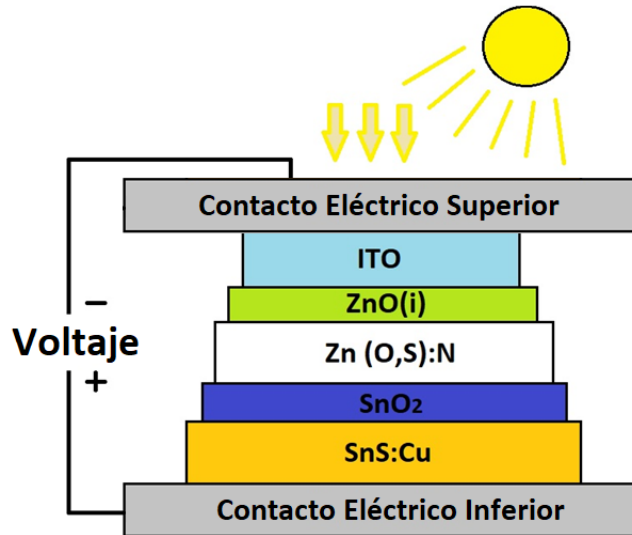 Contacto Eléctrico Superior
ITO
ZnO(i)
Zn (O,S):N
SnO₂
SnS:Cu
Contacto Eléctrico Inferior
−
Voltaje
+